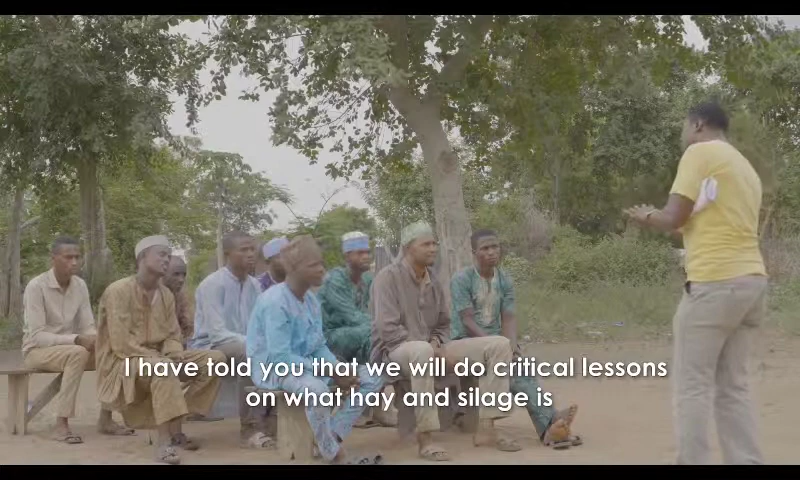 I have told you that we will do critical lessons
on what hay and silage is